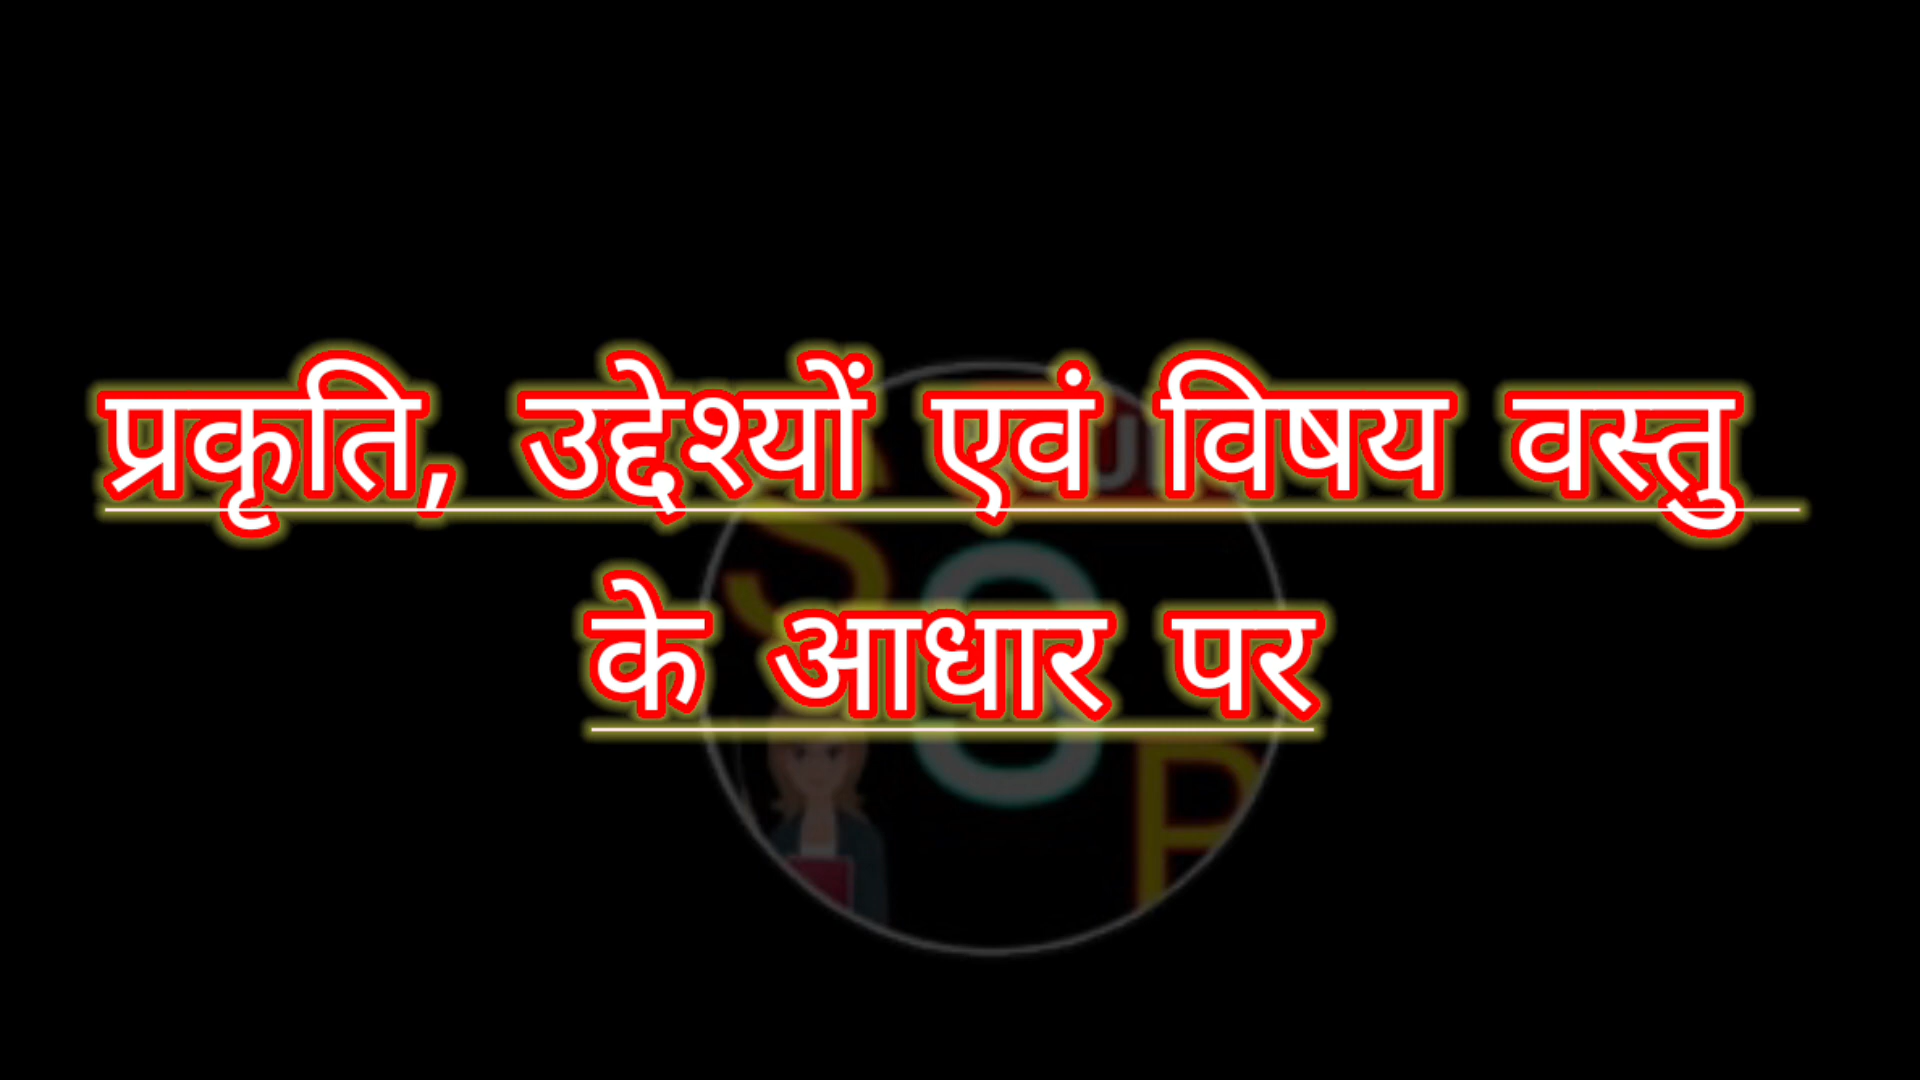 प्रकृति, उद्देश्यों एवं विषय वस्तु
के आधार पर